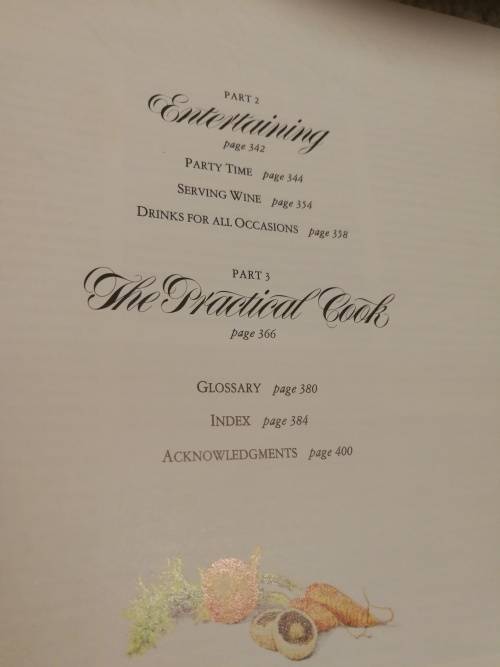 PART 2
Entertaining
page 342
PARTY TIME page 344
SERVING WINE page 354
DRINKS FOR ALL OCCASIONS page 358
PART 3
The Practical Cook
page 366
GLOSSARY page 380
INDEX page 384
ACKNOWLEDGMENTS page 400